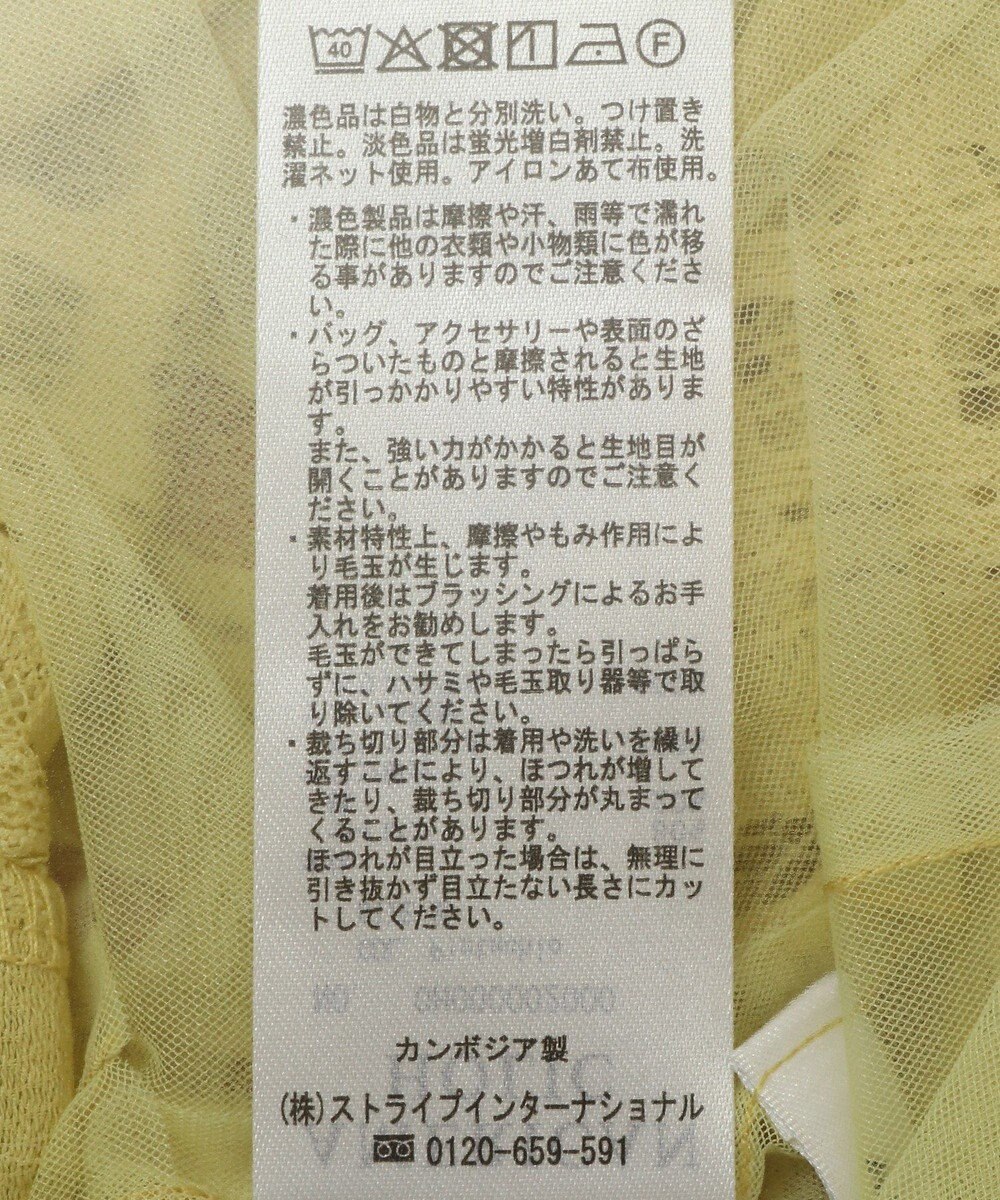 40 F
濃色品は白物と分別洗い。つけ置き
禁止。淡色品は蛍光増白剤禁止。洗
濯ネット使用。アイロンあて布使用。
・濃色製品は摩擦や汗、雨等で濡れ
た際に他の衣類や小物類に色が移
る事がありますのでご注意くださ
い。
・バッグ、アクセサリーや表面のざ
らついたものと摩擦されると生地
が引っかかりやすい特性がありま
す。
また、強い力がかかると生地目が
開くことがありますのでご注意く
ださい。
・素材特性上、摩擦やもみ作用によ
り毛玉が生じます。
着用後はブラッシングによるお手
入れをお勧めします。
毛玉ができてしまったら引っぱら
ずに、ハサミや毛玉取り器等で取
り除いてください。
・裁ち切り部分は着用や洗いを繰り
返すことにより、ほつれが増して
きたり、裁ち切り部分が丸まって
くることがあります。
ほつれが目立った場合は、無理に
引き抜かず目立たない長さにカッ
トしてください。
カンボジア製
(株)ストライプインターナショナル
0120-659-591